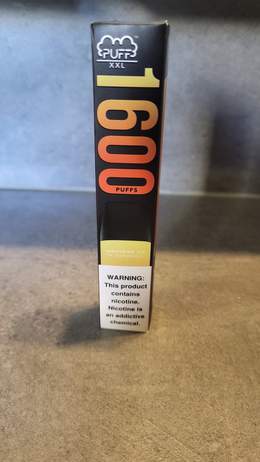 PUFF
XXL
1600
PUFFS
WARNING:
This product
contains
nicotine.
Nicotine is
an addictive
chemical.